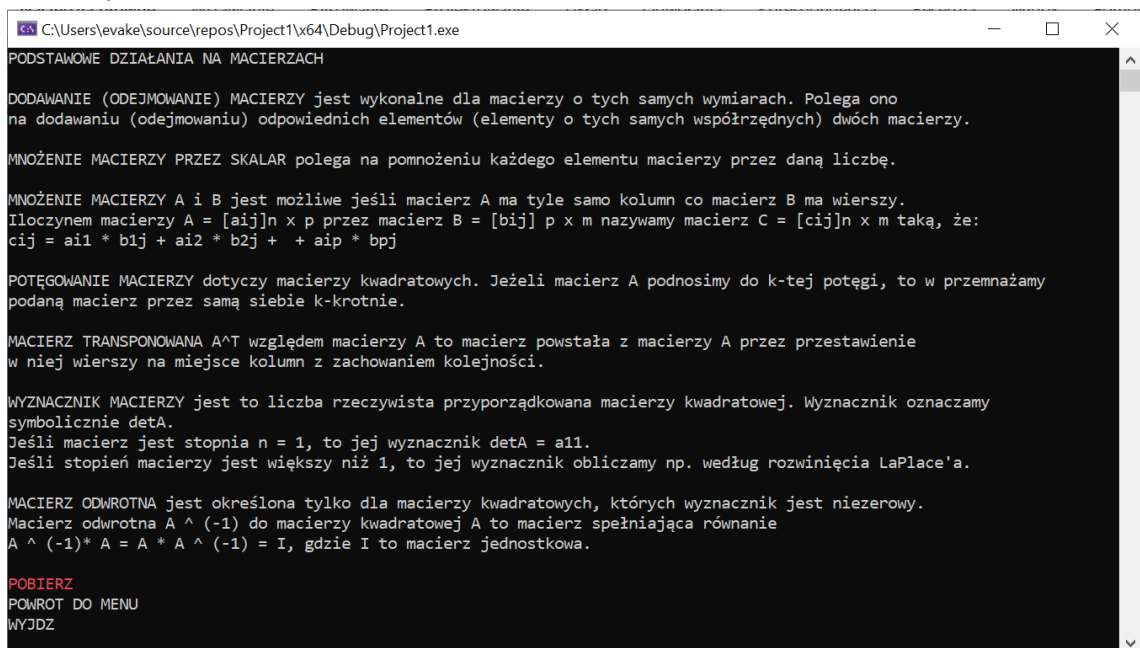 C:\Users\evake\source\repos\Project1\x64\Debug\Project1.exe
PODSTAWOWE DZIAŁANIA NA MACIERZACH
DODAWANIE (ODEJMOWANIE) MACIERZY jest wykonalne dla macierzy o tych samych wymiarach. Polega ono
na dodawaniu (odejmowaniu) odpowiednich elementów (elementy o tych samych współrzędnych) dwóch macierzy.
MNOŻENIE MACIERZY PRZEZ SKALAR polega na pomnożeniu każdego elementu macierzy przez daną liczbę.
MNOŻENIE MACIERZY A i B jest możliwe jeśli macierz A ma tyle samo kolumn co macierz B ma wierszy.
Iloczynem macierzy A = [aij]n x p przez macierz B = [bij] p x m nazywamy macierz C = [cij]n x m taką, że:
cij = ai1 * b1j + ai2 * b2j +  + aip * bpj
POTĘGOWANIE MACIERZY dotyczy macierzy kwadratowych. Jeżeli macierz A podnosimy do k-tej potęgi, to w przemnażamy
podaną macierz przez samą siebie k-krotnie.
MACIERZ TRANSPONOWANA A^T względem macierzy A to macierz powstała z macierzy A przez przestawienie
w niej wierszy na miejsce kolumn z zachowaniem kolejności.
WYZNACZNIK MACIERZY jest to liczba rzeczywista przyporządkowana macierzy kwadratowej. Wyznacznik oznaczamy
symbolicznie detA.
Jeśli macierz jest stopnia n = 1, to jej wyznacznik detA = a11.
Jeśli stopień macierzy jest większy niż 1, to jej wyznacznik obliczamy np. według rozwinięcia LaPlace'a.
MACIERZ ODWROTNA jest określona tylko dla macierzy kwadratowych, których wyznacznik jest niezerowy.
Macierz odwrotna A ^ (-1) do macierzy kwadratowej A to macierz spełniająca równanie
A ^ (-1)* A = A * A ^ (-1) = I, gdzie I to macierz jednostkowa.
POBIERZ
POWROT DO MENU
WYJDZ